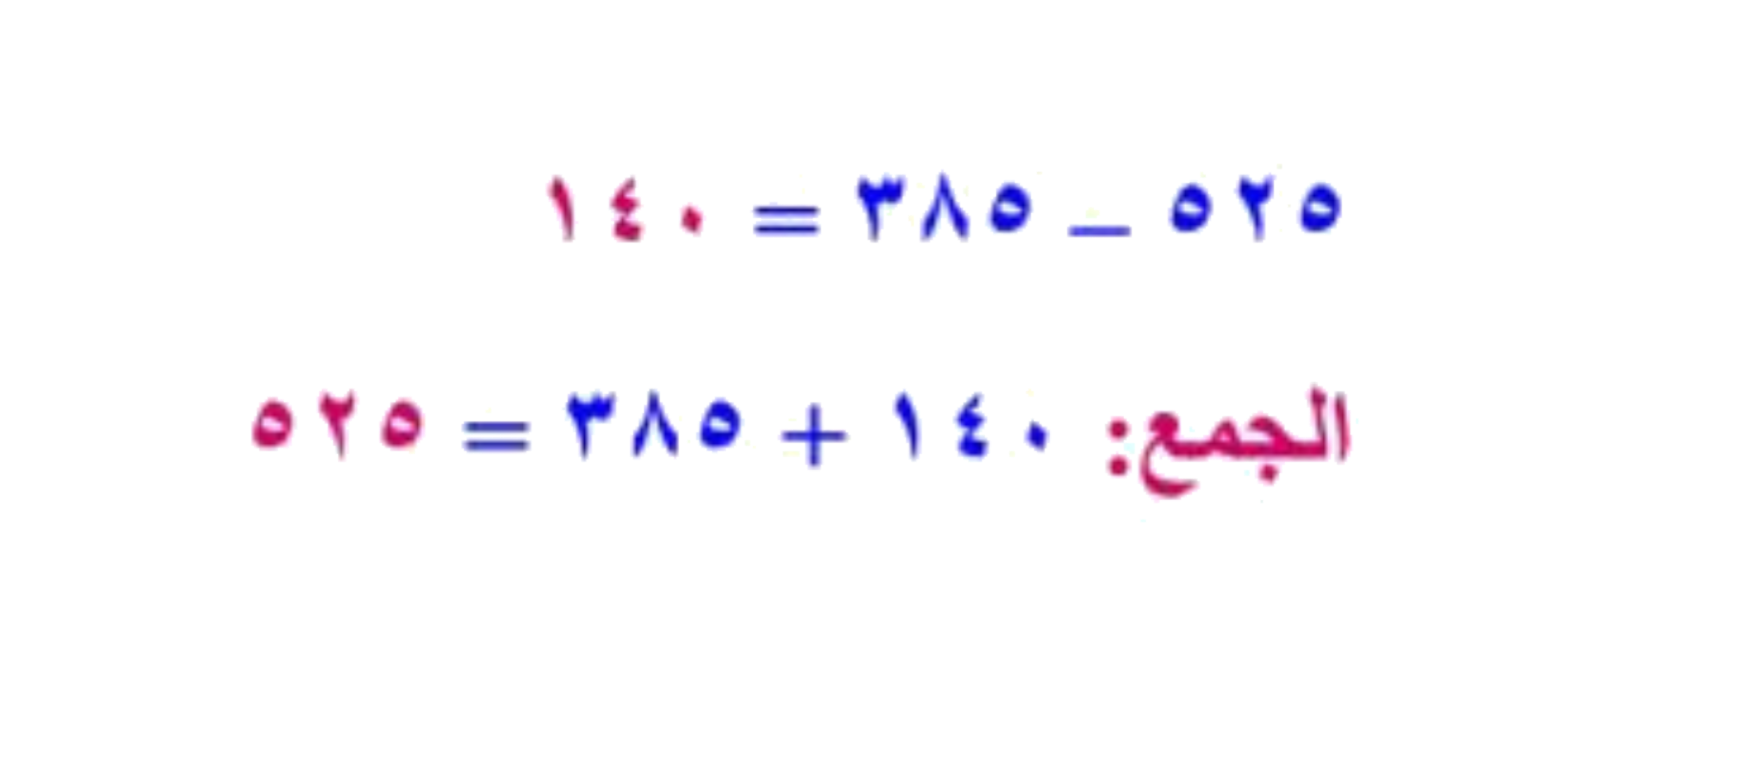 ٥٢٥ – ٣٨٥ = ١٤٠
الجمع: ١٤٠ + ٣٨٥ = ٥٢٥